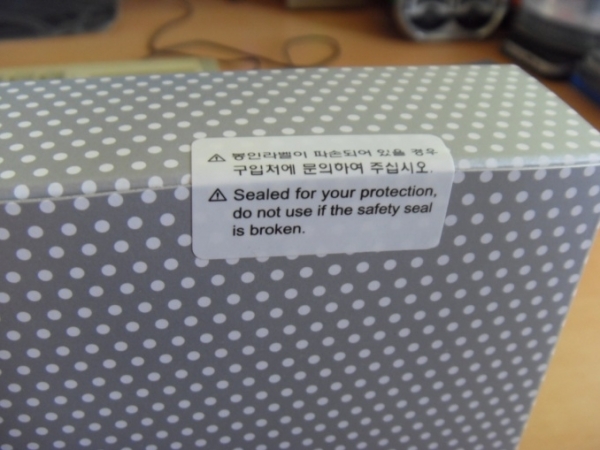 ⚠ 봉인라벨이 파손되어 있을 경우
구입처에 문의하여 주십시오.
⚠ Sealed for your protection,
do not use if the safety seal
is broken.